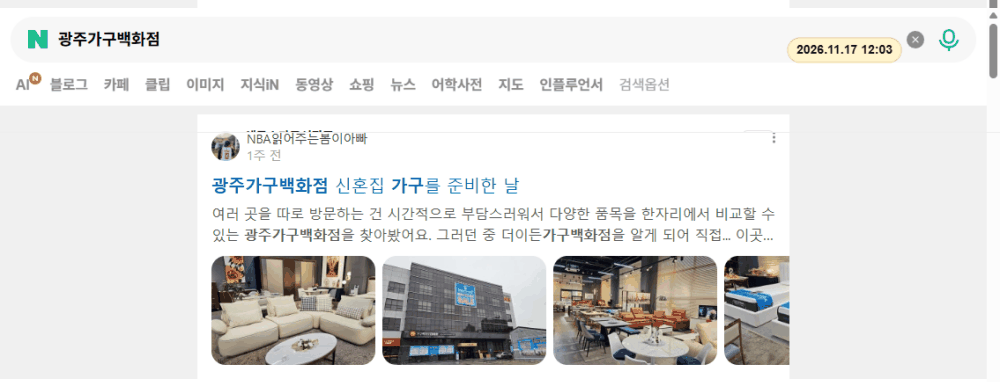 광주가구백화점
2026.11.17 12:03
AI N 블로그 카페 클립 이미지 지식iN 동영상 쇼핑 뉴스 어학사전 지도 인플루언서 검색옵션
NBA읽어주는봄이아빠
1주 전
광주가구백화점 신혼집 가구를 준비한 날
여러 곳을 따로 방문하는 건 시간적으로 부담스러워서 다양한 품목을 한자리에서 비교할 수
있는 광주가구백화점을 찾아봤어요. 그러던 중 더이든가구백화점을 알게 되어 직접... 이곳...